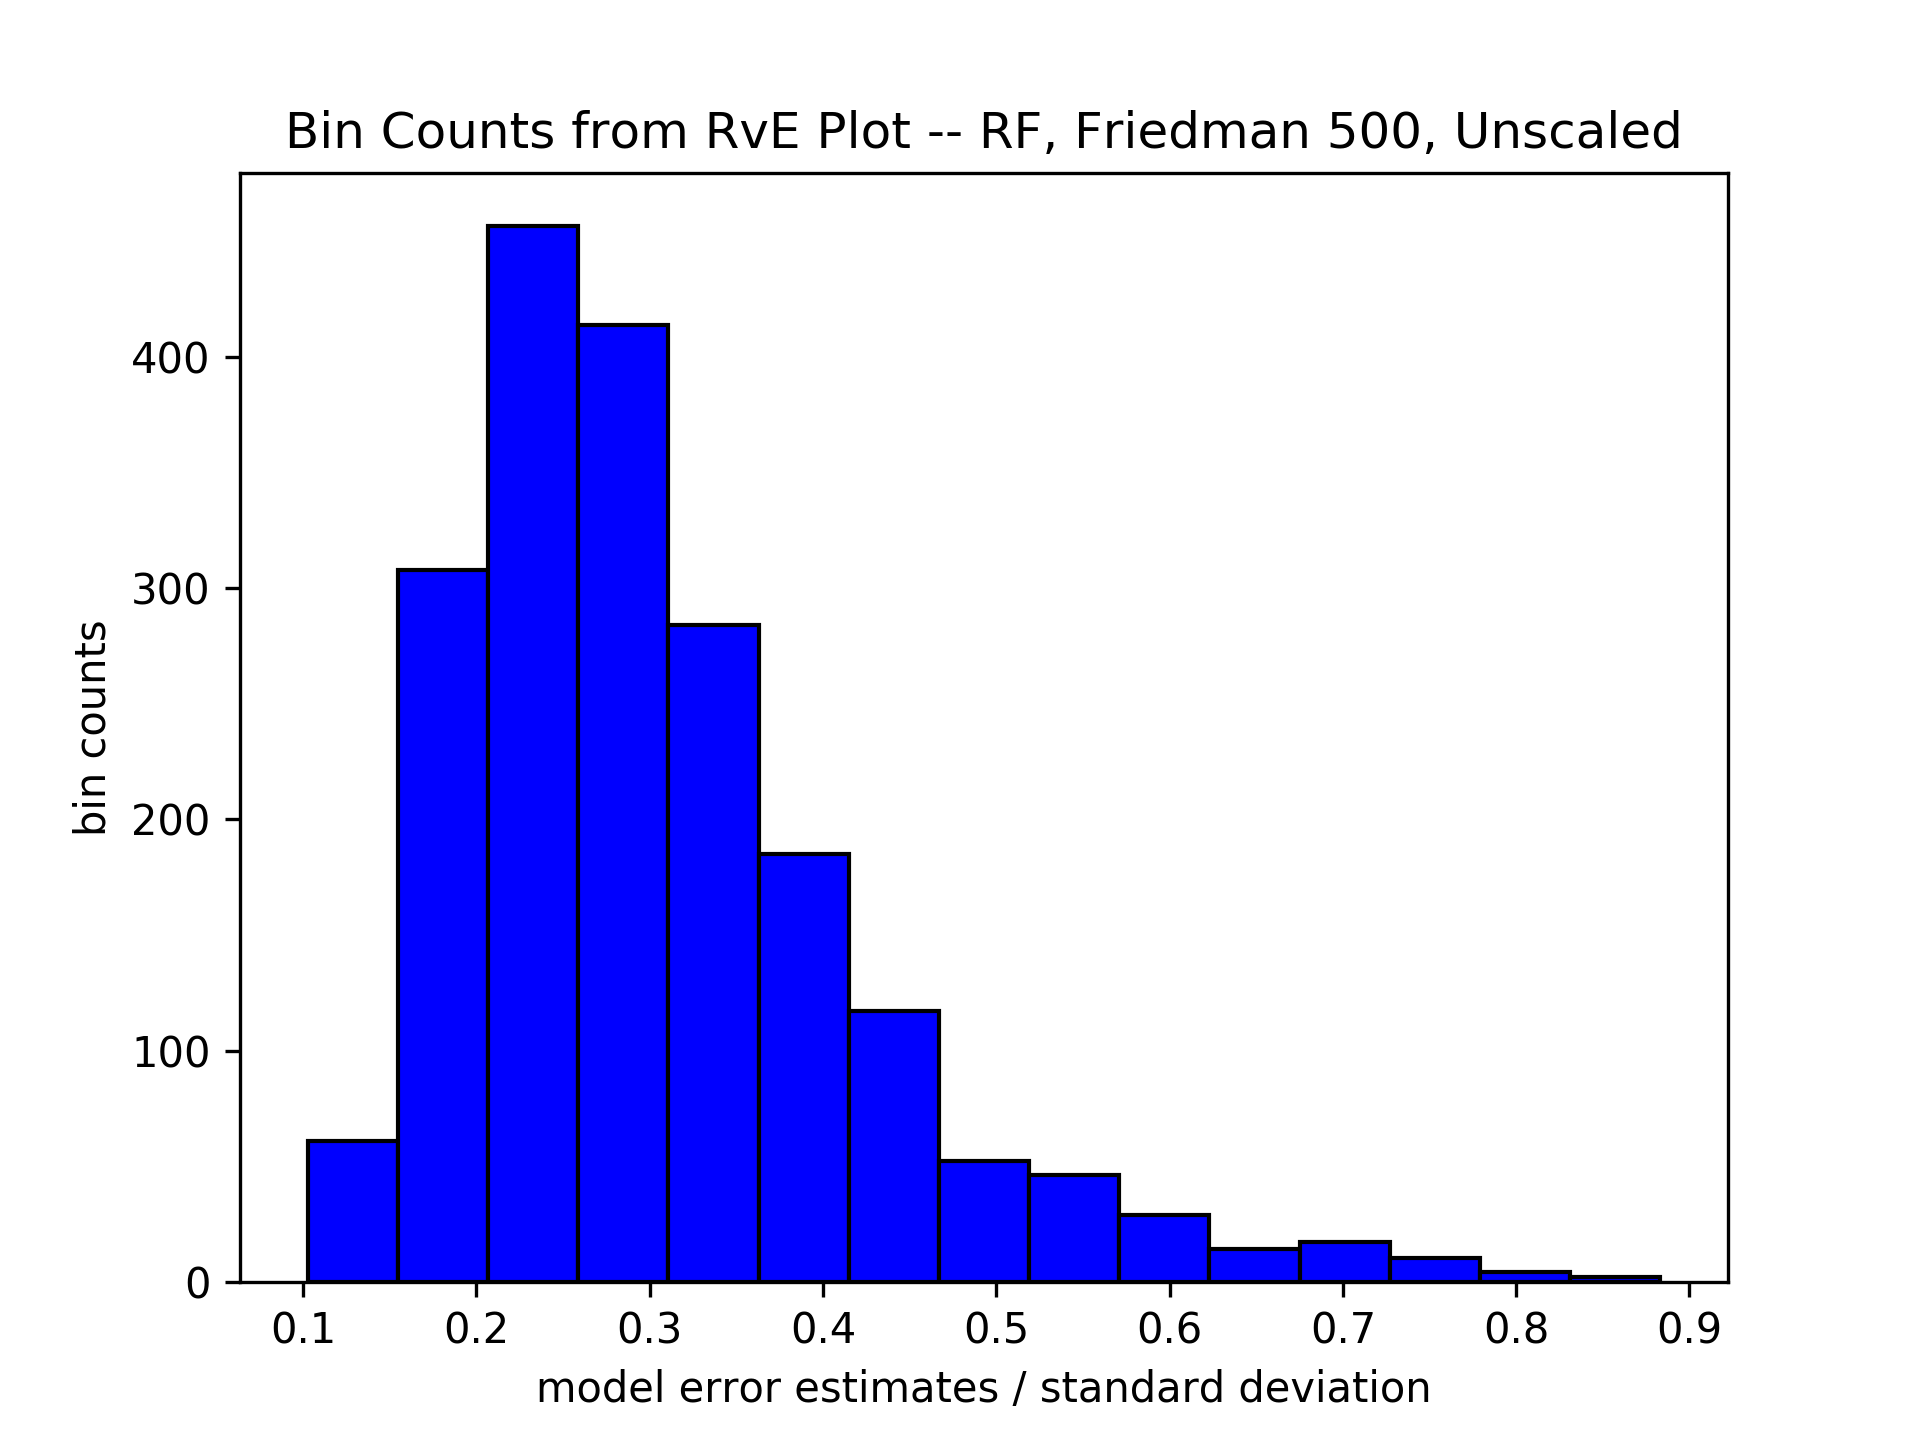 Bin Counts from RvE Plot -- RF, Friedman 500, Unscaled
bin counts
400
300
200
100
0
0.1 0.2 0.3 0.4 0.5 0.6 0.7 0.8 0.9
model error estimates / standard deviation